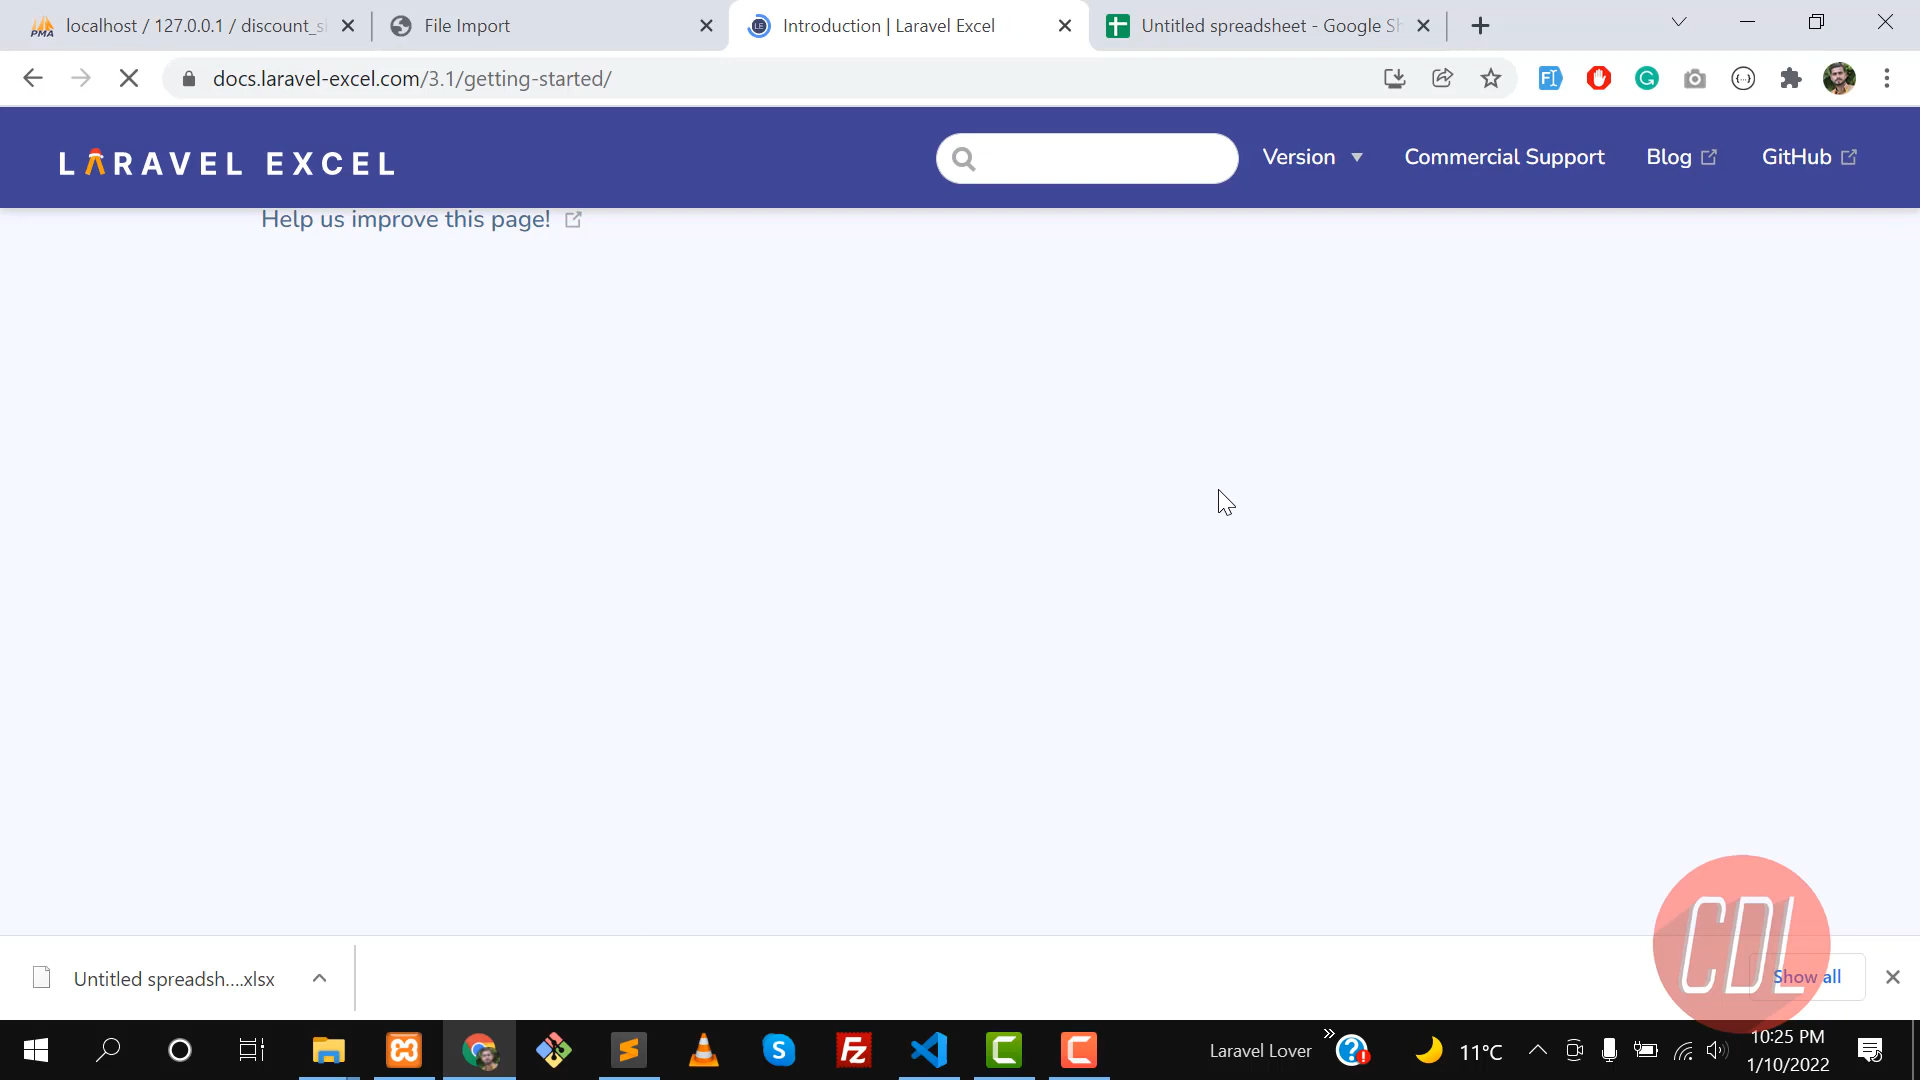 localhost / 127.0.0.1 / discount_s
File Import
Introduction | Laravel Excel
Untitled spreadsheet - Google Sh
docs.laravel-excel.com/3.1/getting-started/
LARAVEL EXCEL
Version
Commercial Support
Blog
GitHub
Help us improve this page!
Untitled spreadsh....xlsx
Show all
CDL
Laravel Lover
11°C
10:25 PM
1/10/2022